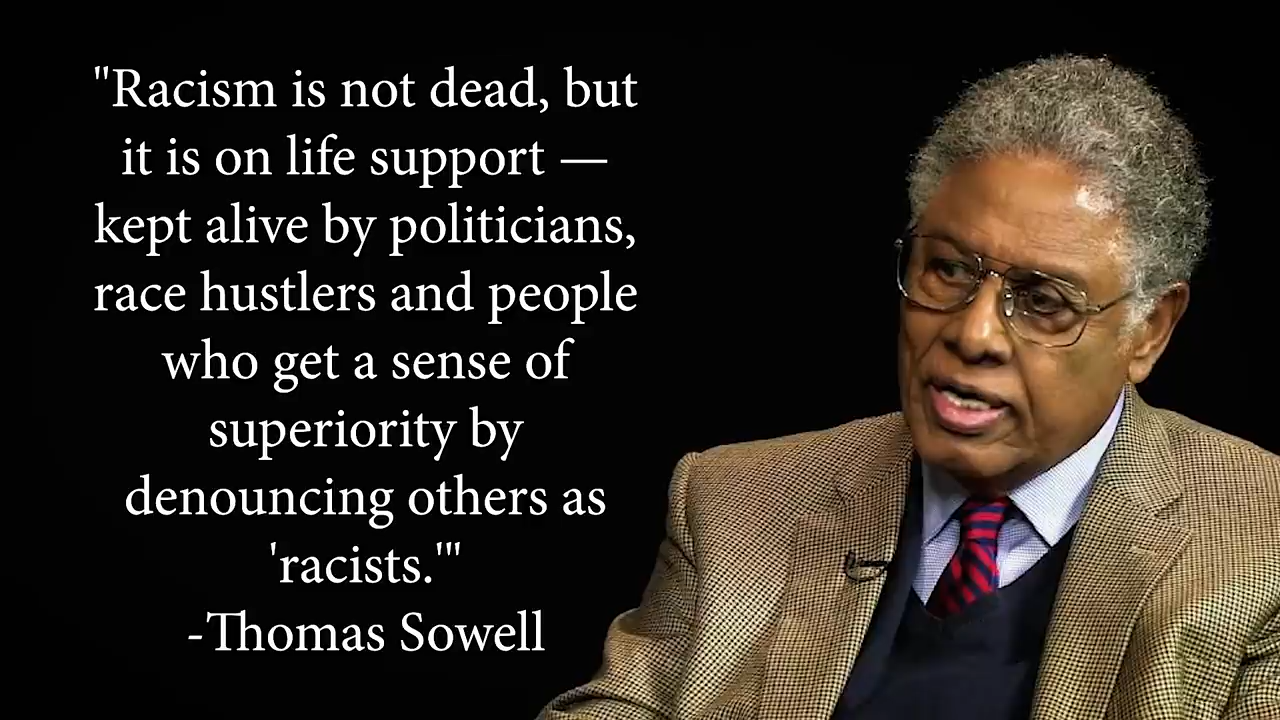 "Racism is not dead, but
it is on life support —
kept alive by politicians,
race hustlers and people
who get a sense of
superiority by
denouncing others as
'racists.'"
-Thomas Sowell